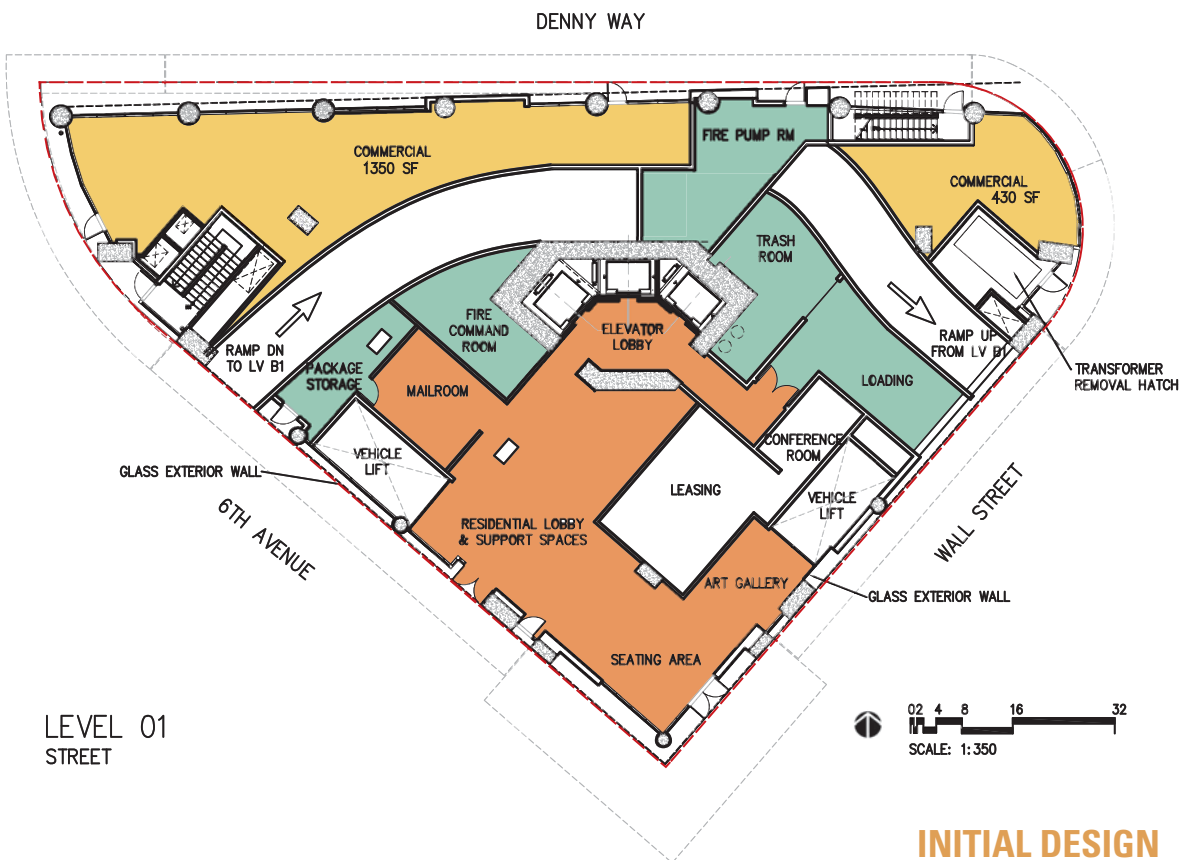 DENNY WAY
COMMERCIAL
1350 SF
FIRE PUMP RM
COMMERCIAL
430 SF
TRASH
ROOM
FIRE
COMMAND
ROOM
ELEVATOR
LOBBY
RAMP DN
TO LV B1
RAMP UP
FROM LV B1
PACKAGE
STORAGE
MAILROOM
LOADING
TRANSFORMER
REMOVAL HATCH
CONFERENCE
ROOM
VEHICLE
LIFT
GLASS EXTERIOR WALL
LEASING
VEHICLE
LIFT
6TH AVENUE
RESIDENTIAL LOBBY
& SUPPORT SPACES
WALL STREET
ART GALLERY
GLASS EXTERIOR WALL
SEATING AREA
LEVEL 01
STREET
02 4 8 16 32
SCALE: 1:350
INITIAL DESIGN